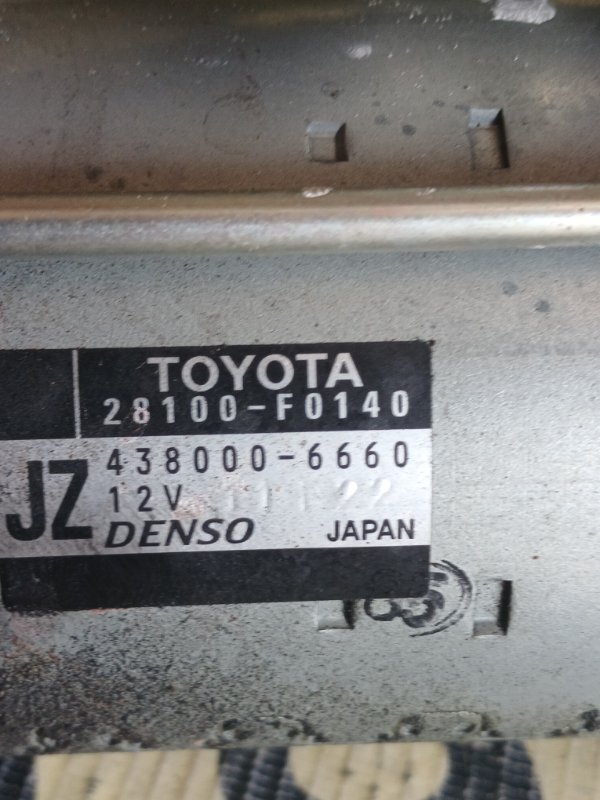 TOYOTA
28100-F0140
JZ
438000-6660
12V
DENSO JAPAN